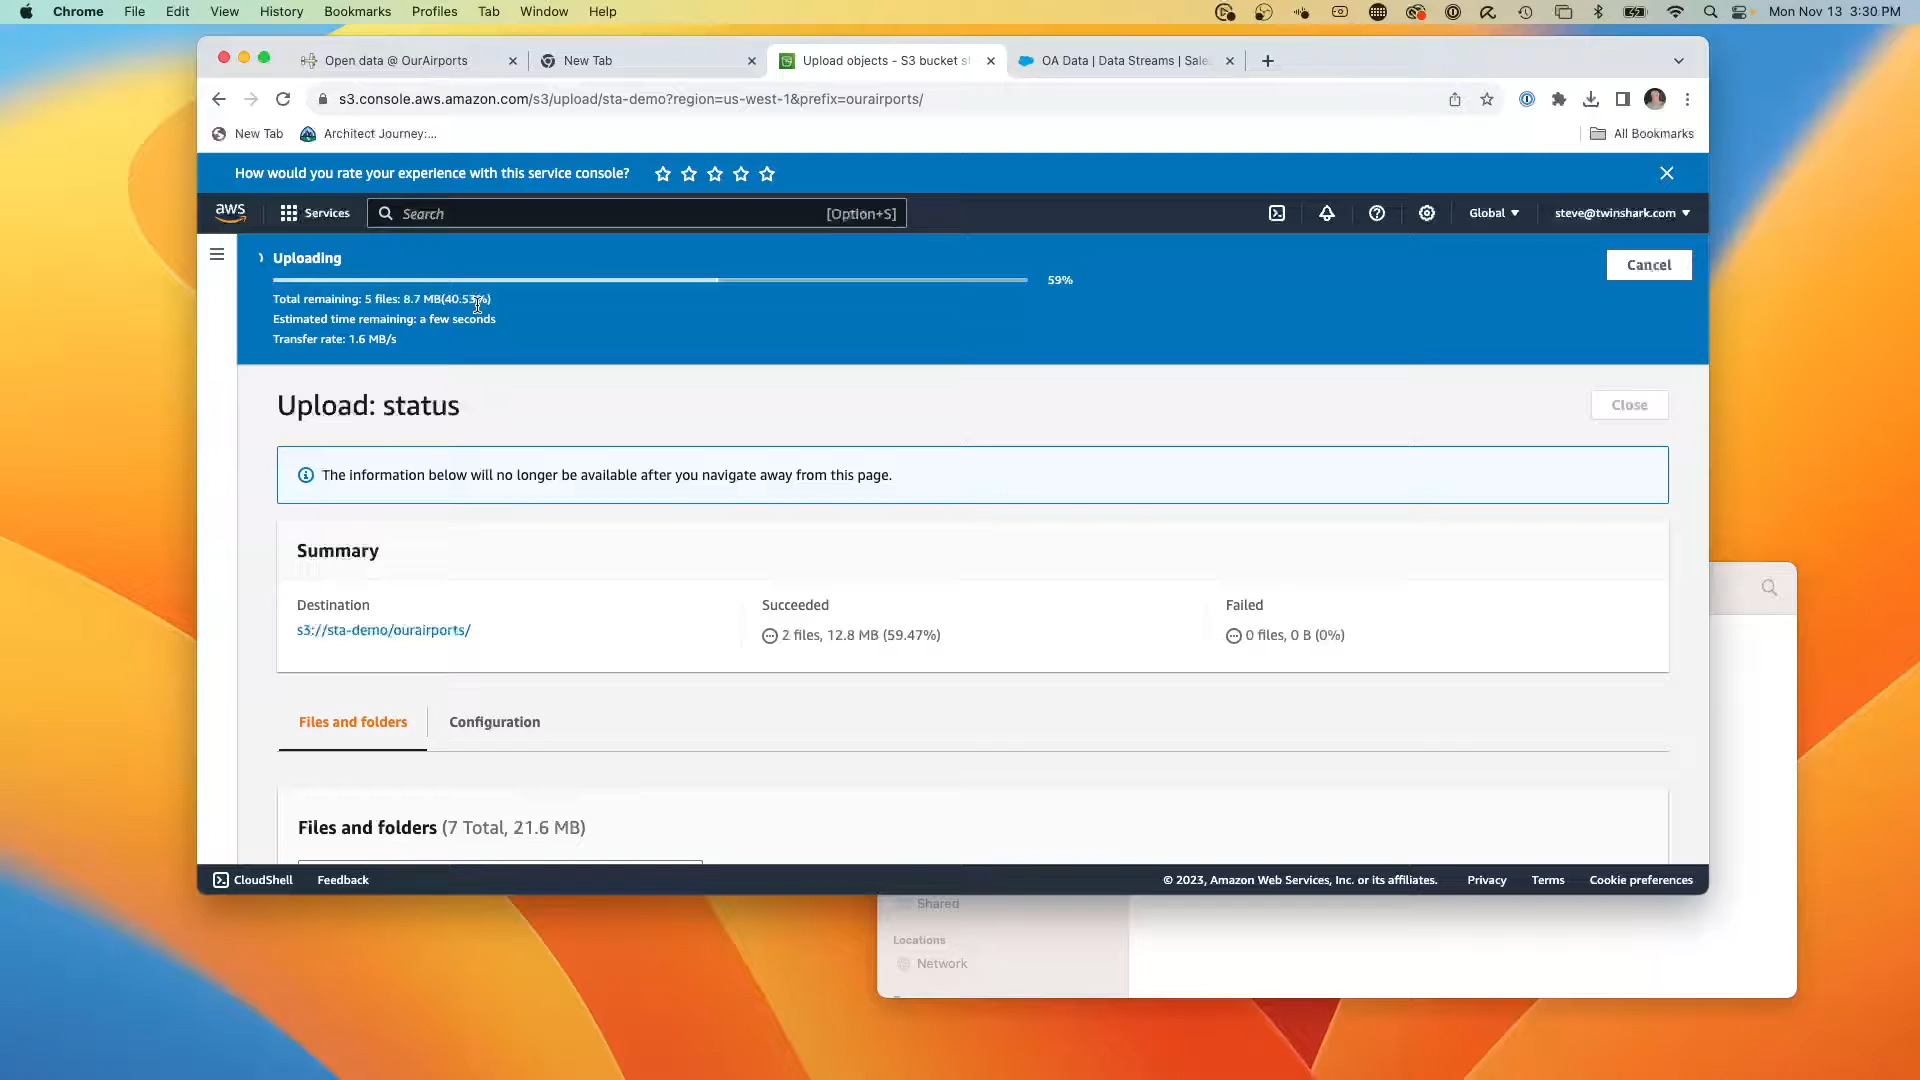 Chrome File Edit View History Bookmarks Profiles Tab Window Help Mon Nov 13 3:30 PM
Open data @ OurAirports New Tab Upload objects - S3 bucket st OA Data | Data Streams | Sale
s3.console.aws.amazon.com/s3/upload/sta-demo?region=us-west-1&prefix=ourairports/
New Tab Architect Journey:... All Bookmarks
How would you rate your experience with this service console?
aws Services Search [Option+S] Global steve@twinshark.com
Uploading
59%
Cancel
Total remaining: 5 files: 8.7 MB(40.53%)
Estimated time remaining: a few seconds
Transfer rate: 1.6 MB/s
Upload: status
Close
The information below will no longer be available after you navigate away from this page.
Summary
Destination Succeeded Failed
s3://sta-demo/ourairports/ 2 files, 12.8 MB (59.47%) 0 files, 0 B (0%)
Files and folders Configuration
Files and folders (7 Total, 21.6 MB)
CloudShell Feedback © 2023, Amazon Web Services, Inc. or its affiliates. Privacy Terms Cookie preferences
Shared
Locations
Network